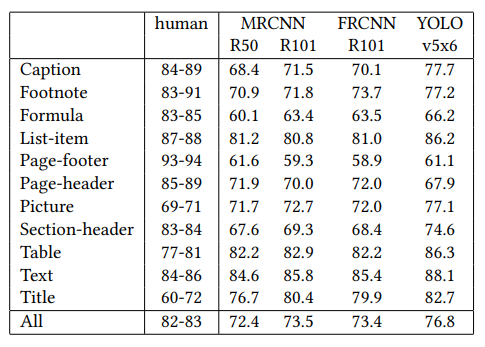 human MRCNN FRCNN YOLO
R50 R101 R101 v5x6
Caption 84-89 68.4 71.5 70.1 77.7
Footnote 83-91 70.9 71.8 73.7 77.2
Formula 83-85 60.1 63.4 63.5 66.2
List-item 87-88 81.2 80.8 81.0 86.2
Page-footer 93-94 61.6 59.3 58.9 61.1
Page-header 85-89 71.9 70.0 72.0 67.9
Picture 69-71 71.7 72.7 72.0 77.1
Section-header 83-84 67.6 69.3 68.4 74.6
Table 77-81 82.2 82.9 82.2 86.3
Text 84-86 84.6 85.8 85.4 88.1
Title 60-72 76.7 80.4 79.9 82.7
All 82-83 72.4 73.5 73.4 76.8